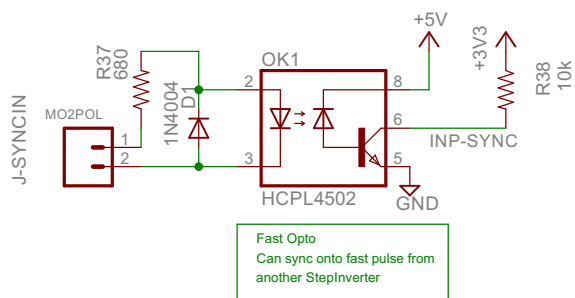 +5V
+3V3
R37
680
OK1
1N4004
D1
2
8
R38
10k
MO2POL
J-SYNCIN
1
2
6
INP-SYNC
3
5
HCPL4502
GND
Fast Opto
Can sync onto fast pulse from
another StepInverter